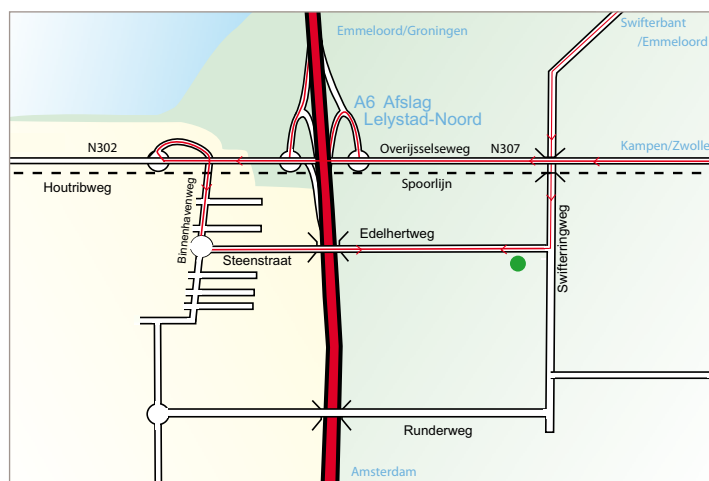 Emmeloord/Groningen
Swifterbant
/Emmeloord
A6 Afslag
Lelystad-Noord
N302
Overijsselseweg
N307
Kampen/Zwolle
Houtribweg
Spoorlijn
Binnenhavenweg
Edelhertweg
Steenstraat
Swifterringweg
Runderweg
Amsterdam